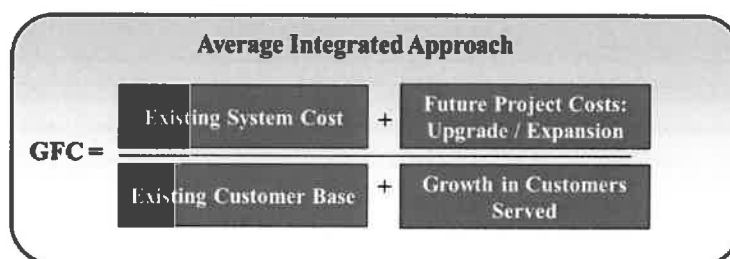 Average Integrated Approach
Existing System Cost + Future Project Costs:
Upgrade / Expansion
GFC =
Existing Customer Base + Growth in Customers
Served